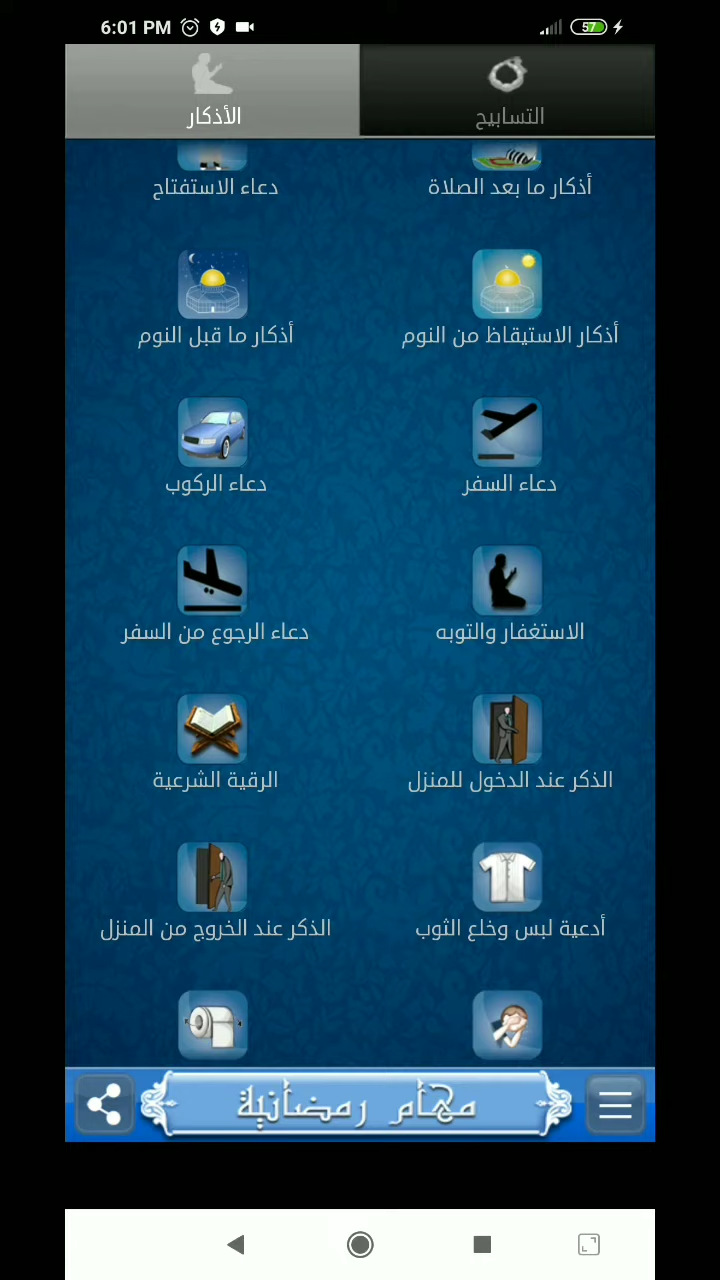 6:01 PM
57
التسابيح
الأذكار
أذكار ما بعد الصلاة
دعاء الاستفتاح
أذكار الاستيقاظ من النوم
أذكار ما قبل النوم
دعاء السفر
دعاء الركوب
الاستغفار والتوبه
دعاء الرجوع من السفر
الذكر عند الدخول للمنزل
الرقية الشرعية
أدعية لبس وخلع الثوب
الذكر عند الخروج من المنزل
مهام رمضانية